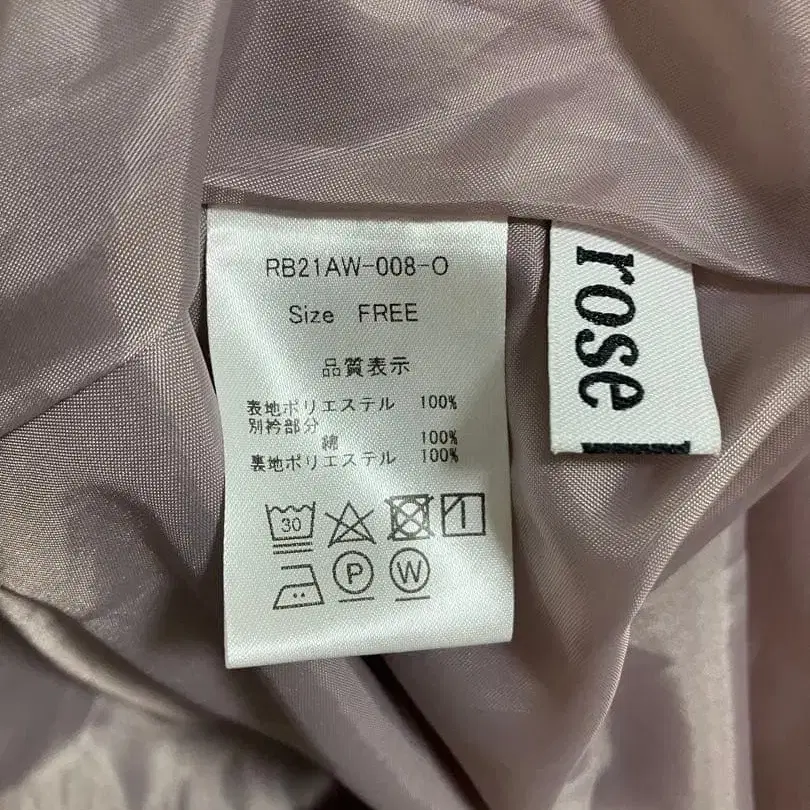 RB21AW-008-O
Size FREE
品質表示
表地ポリエステル 100%
別衿部分
綿 100%
裏地ポリエステル 100%
30
P
W
rose